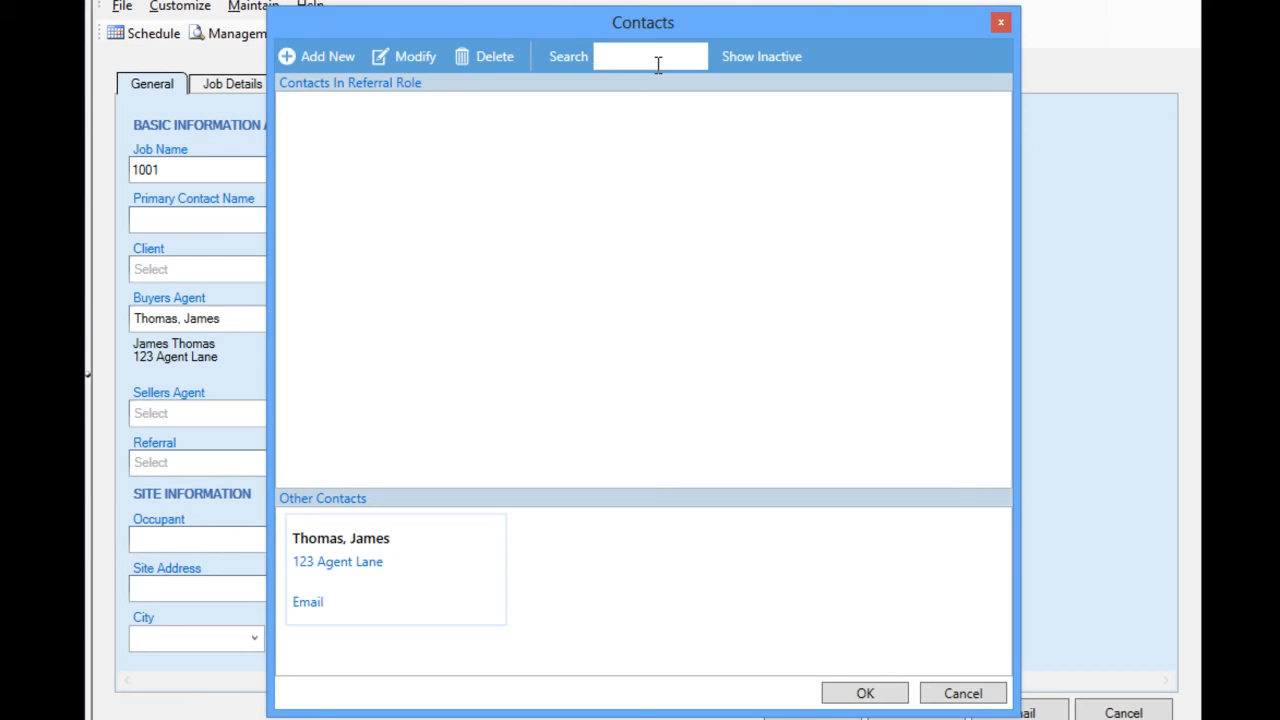 File Customize Maintain Help
Contacts
x
Schedule Managem
Add New Modify Delete Search Show Inactive
General Job Details
Contacts In Referral Role
BASIC INFORMATION
Job Name
1001
Primary Contact Name
Client
Select
Buyers Agent
Thomas, James
James Thomas
123 Agent Lane
Sellers Agent
Select
Referral
Select
SITE INFORMATION
Occupant
Site Address
City
Other Contacts
Thomas, James
123 Agent Lane
Email
OK Cancel
ail Cancel